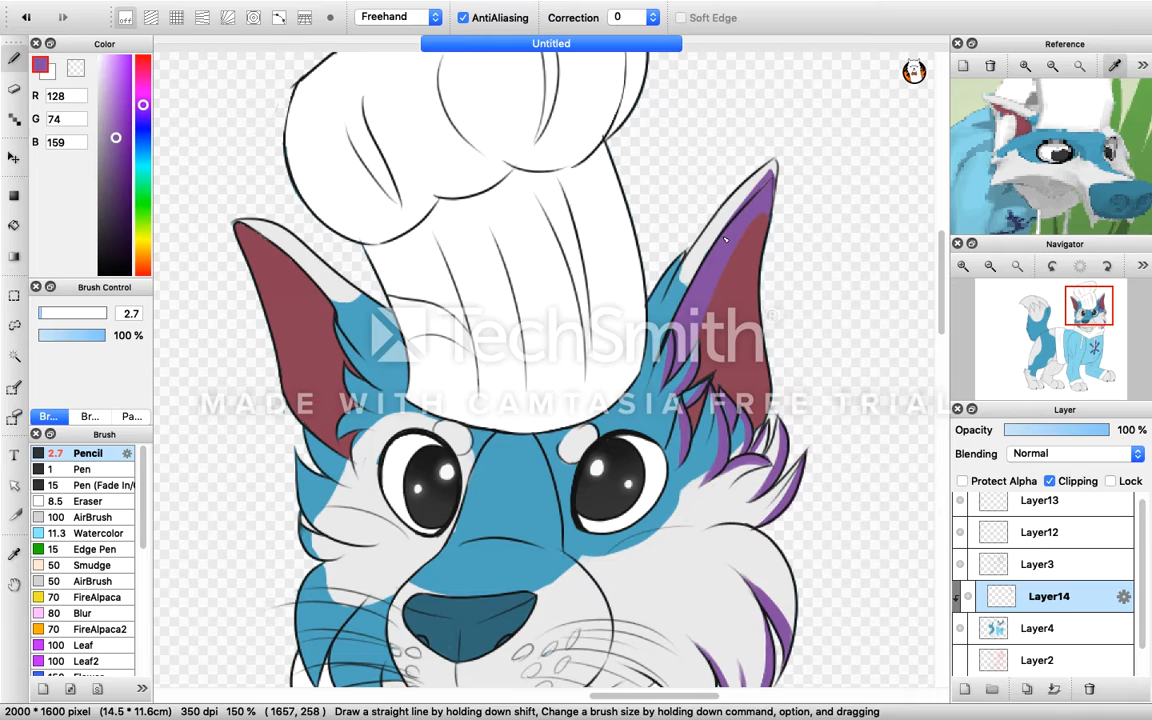 off
Freehand
AntiAliasing
Correction
0
Soft Edge
Untitled
Color
R 128
G 74
B 159
Brush Control
2.7
100 %
Br...
Br...
Pa...
Brush
2.7 Pencil
1 Pen
15 Pen (Fade In/
8.5 Eraser
100 AirBrush
11.3 Watercolor
15 Edge Pen
50 Smudge
50 AirBrush
70 FireAlpaca
80 Blur
70 FireAlpaca2
100 Leaf
100 Leaf2
TechSmith®
MADE WITH CAMTASIA FREE TRIAL
Reference
Navigator
Layer
Opacity 100 %
Blending Normal
Protect Alpha Clipping Lock
Layer13
Layer12
Layer3
Layer14
Layer4
Layer2
2000 * 1600 pixel (14.5 * 11.6cm) 350 dpi 150 % ( 1657, 258 ) Draw a straight line by holding down shift, Change a brush size by holding down command, option, and dragging